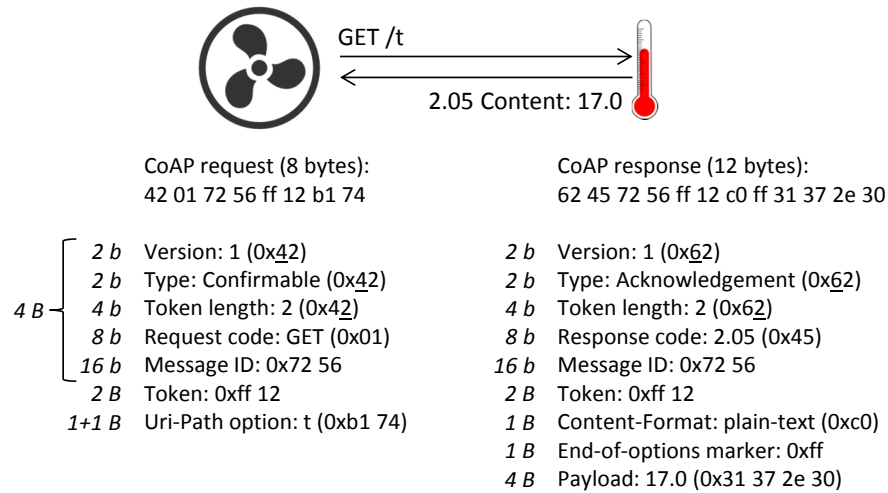 GET /t
2.05 Content: 17.0
CoAP request (8 bytes):
42 01 72 56 ff 12 b1 74
4 B
2 b Version: 1 (0x42)
2 b Type: Confirmable (0x42)
4 b Token length: 2 (0x42)
8 b Request code: GET (0x01)
16 b Message ID: 0x72 56
2 B Token: 0xff 12
1+1 B Uri-Path option: t (0xb1 74)
CoAP response (12 bytes):
62 45 72 56 ff 12 c0 ff 31 37 2e 30
2 b Version: 1 (0x62)
2 b Type: Acknowledgement (0x62)
4 b Token length: 2 (0x62)
8 b Response code: 2.05 (0x45)
16 b Message ID: 0x72 56
2 B Token: 0xff 12
1 B Content-Format: plain-text (0xc0)
1 B End-of-options marker: 0xff
4 B Payload: 17.0 (0x31 37 2e 30)